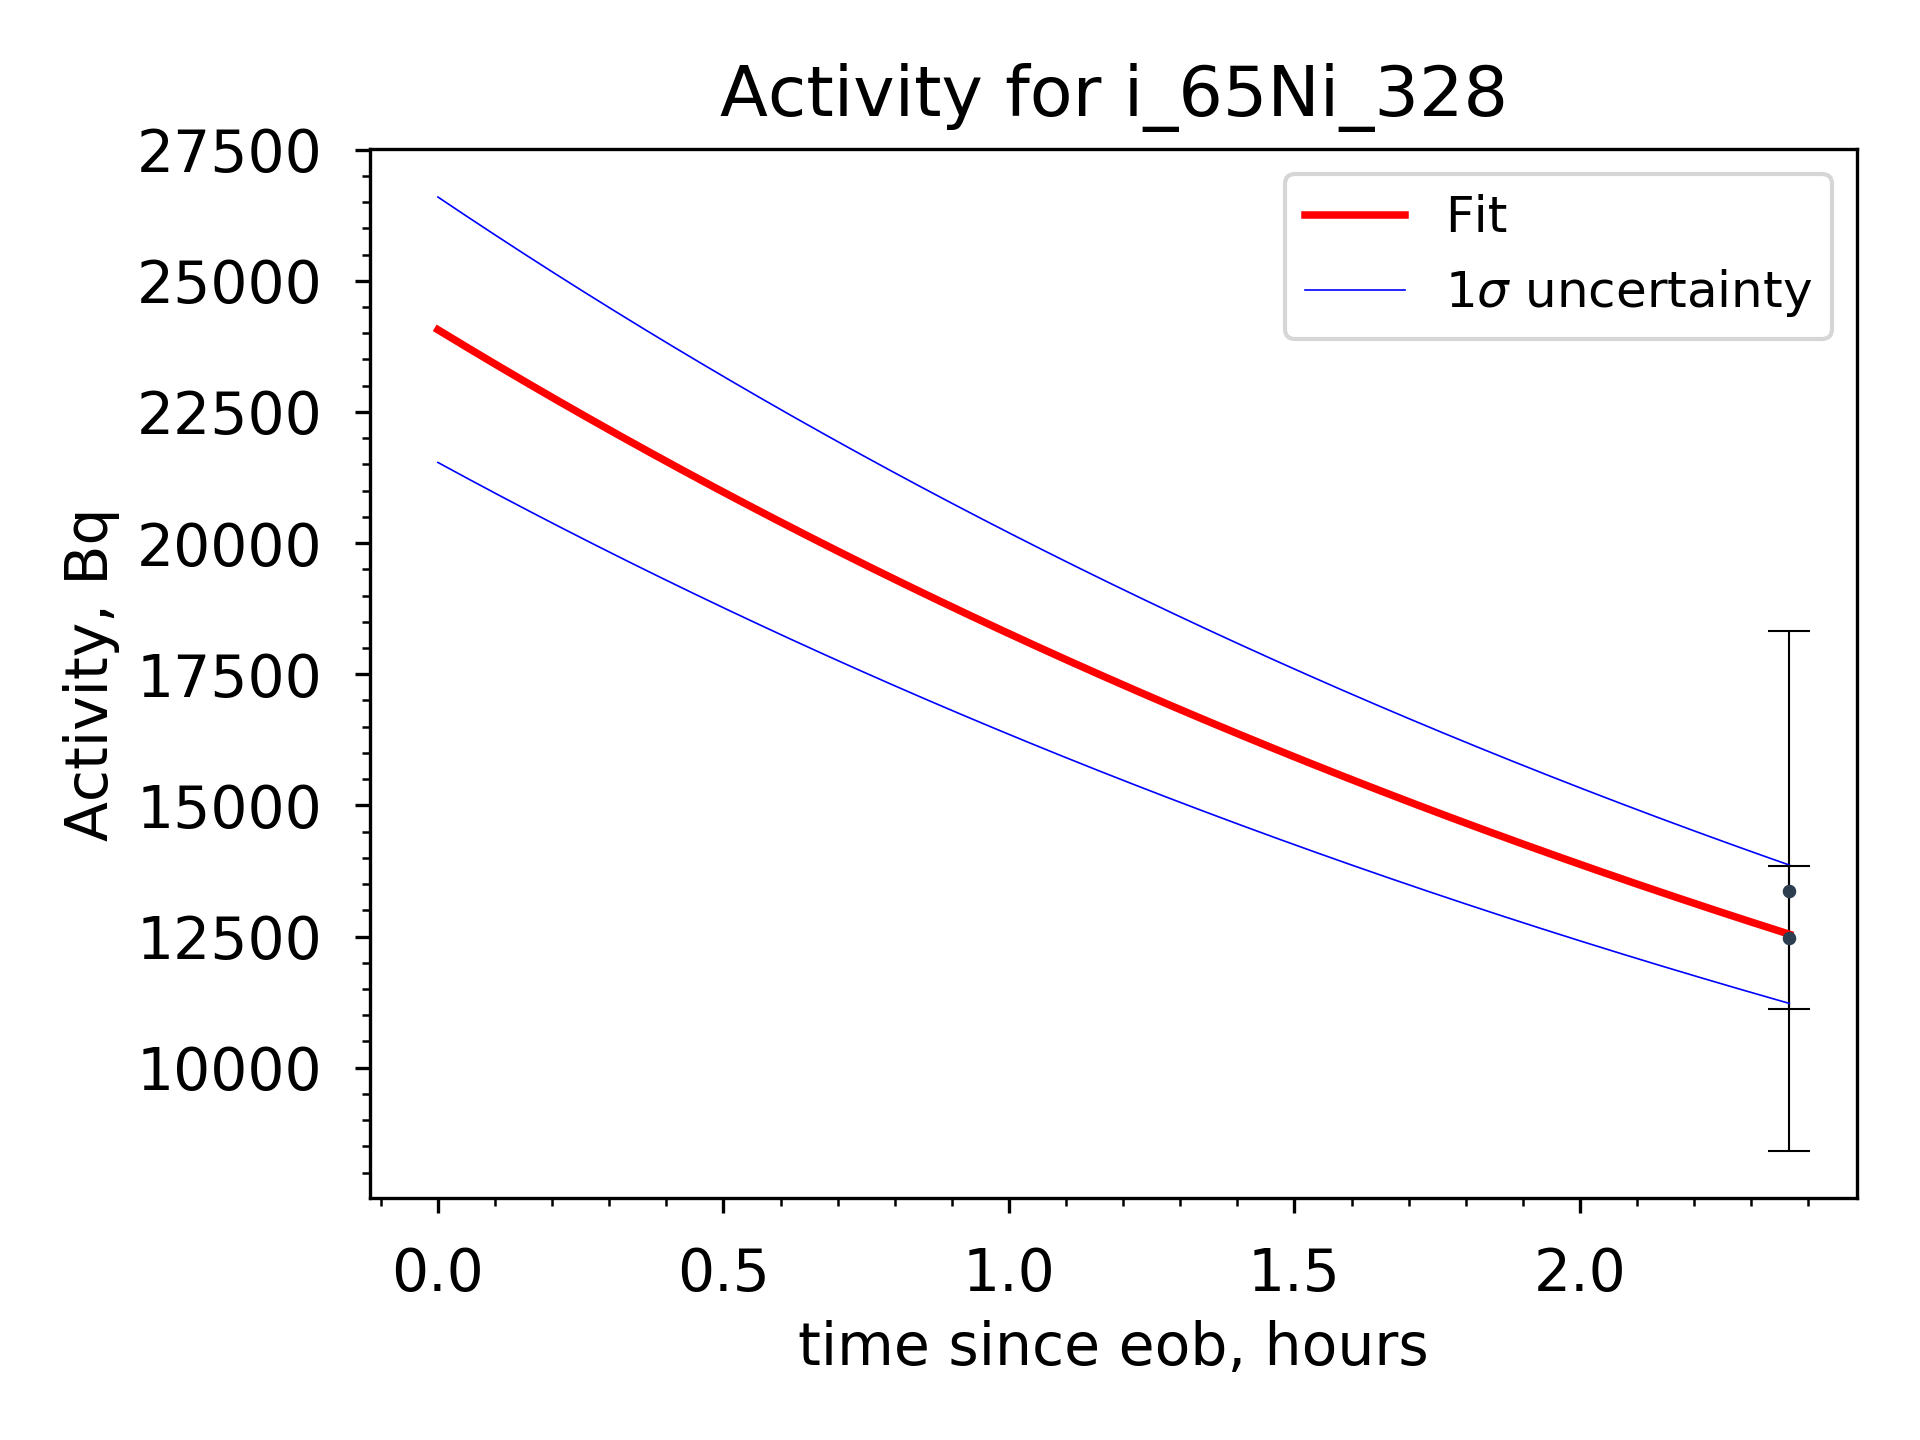 Activity for i_65Ni_328
27500
25000
22500
20000
17500
15000
12500
10000
Activity, Bq
Fit
1σ uncertainty
0.0 0.5 1.0 1.5 2.0
time since eob, hours